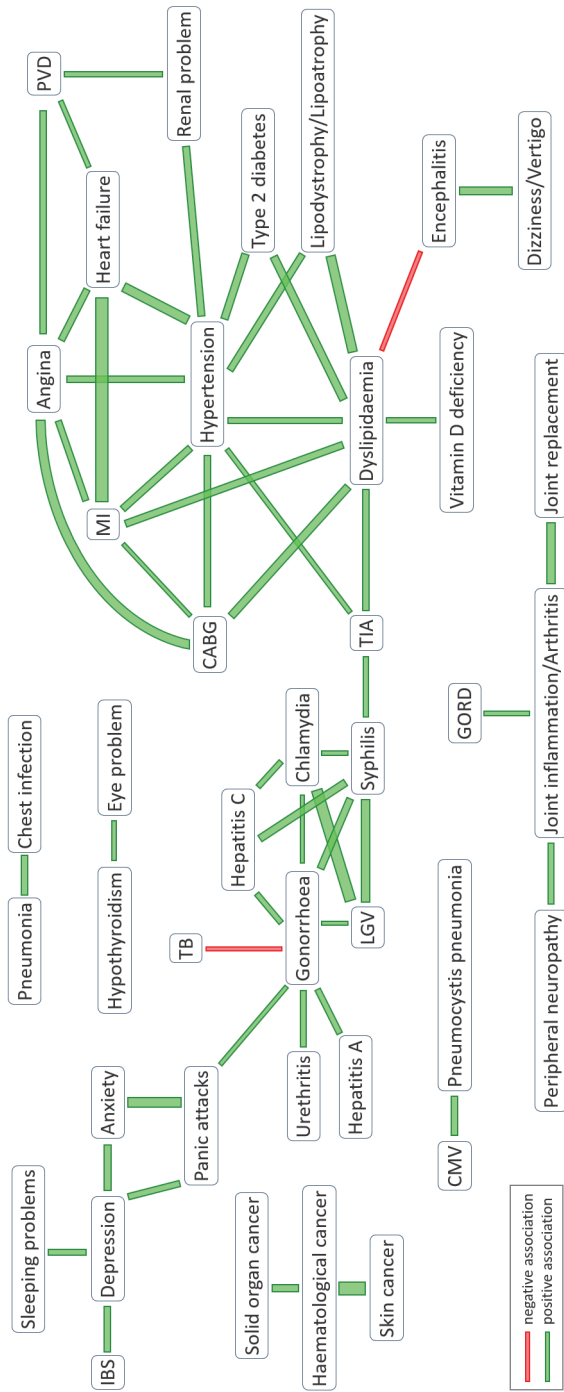 IBS
Sleeping problems
Depression
Anxiety
Panic attacks
Pneumonia
Chest infection
Hypothyroidism
Eye problem
TB
Hepatitis C
Gonorrhoea
Chlamydia
Urethritis
Hepatitis A
LGV
Syphilis
TIA
CABG
MI
Angina
Heart failure
PVD
Renal problem
Hypertension
Type 2 diabetes
Lipodystrophy/Lipoatrophy
Dyslipidaemia
Encephalitis
Dizziness/Vertigo
Vitamin D deficiency
Solid organ cancer
Haematological cancer
Skin cancer
CMV
Pneumocystis pneumonia
GORD
Peripheral neuropathy
Joint inflammation/Arthritis
Joint replacement
negative association
positive association